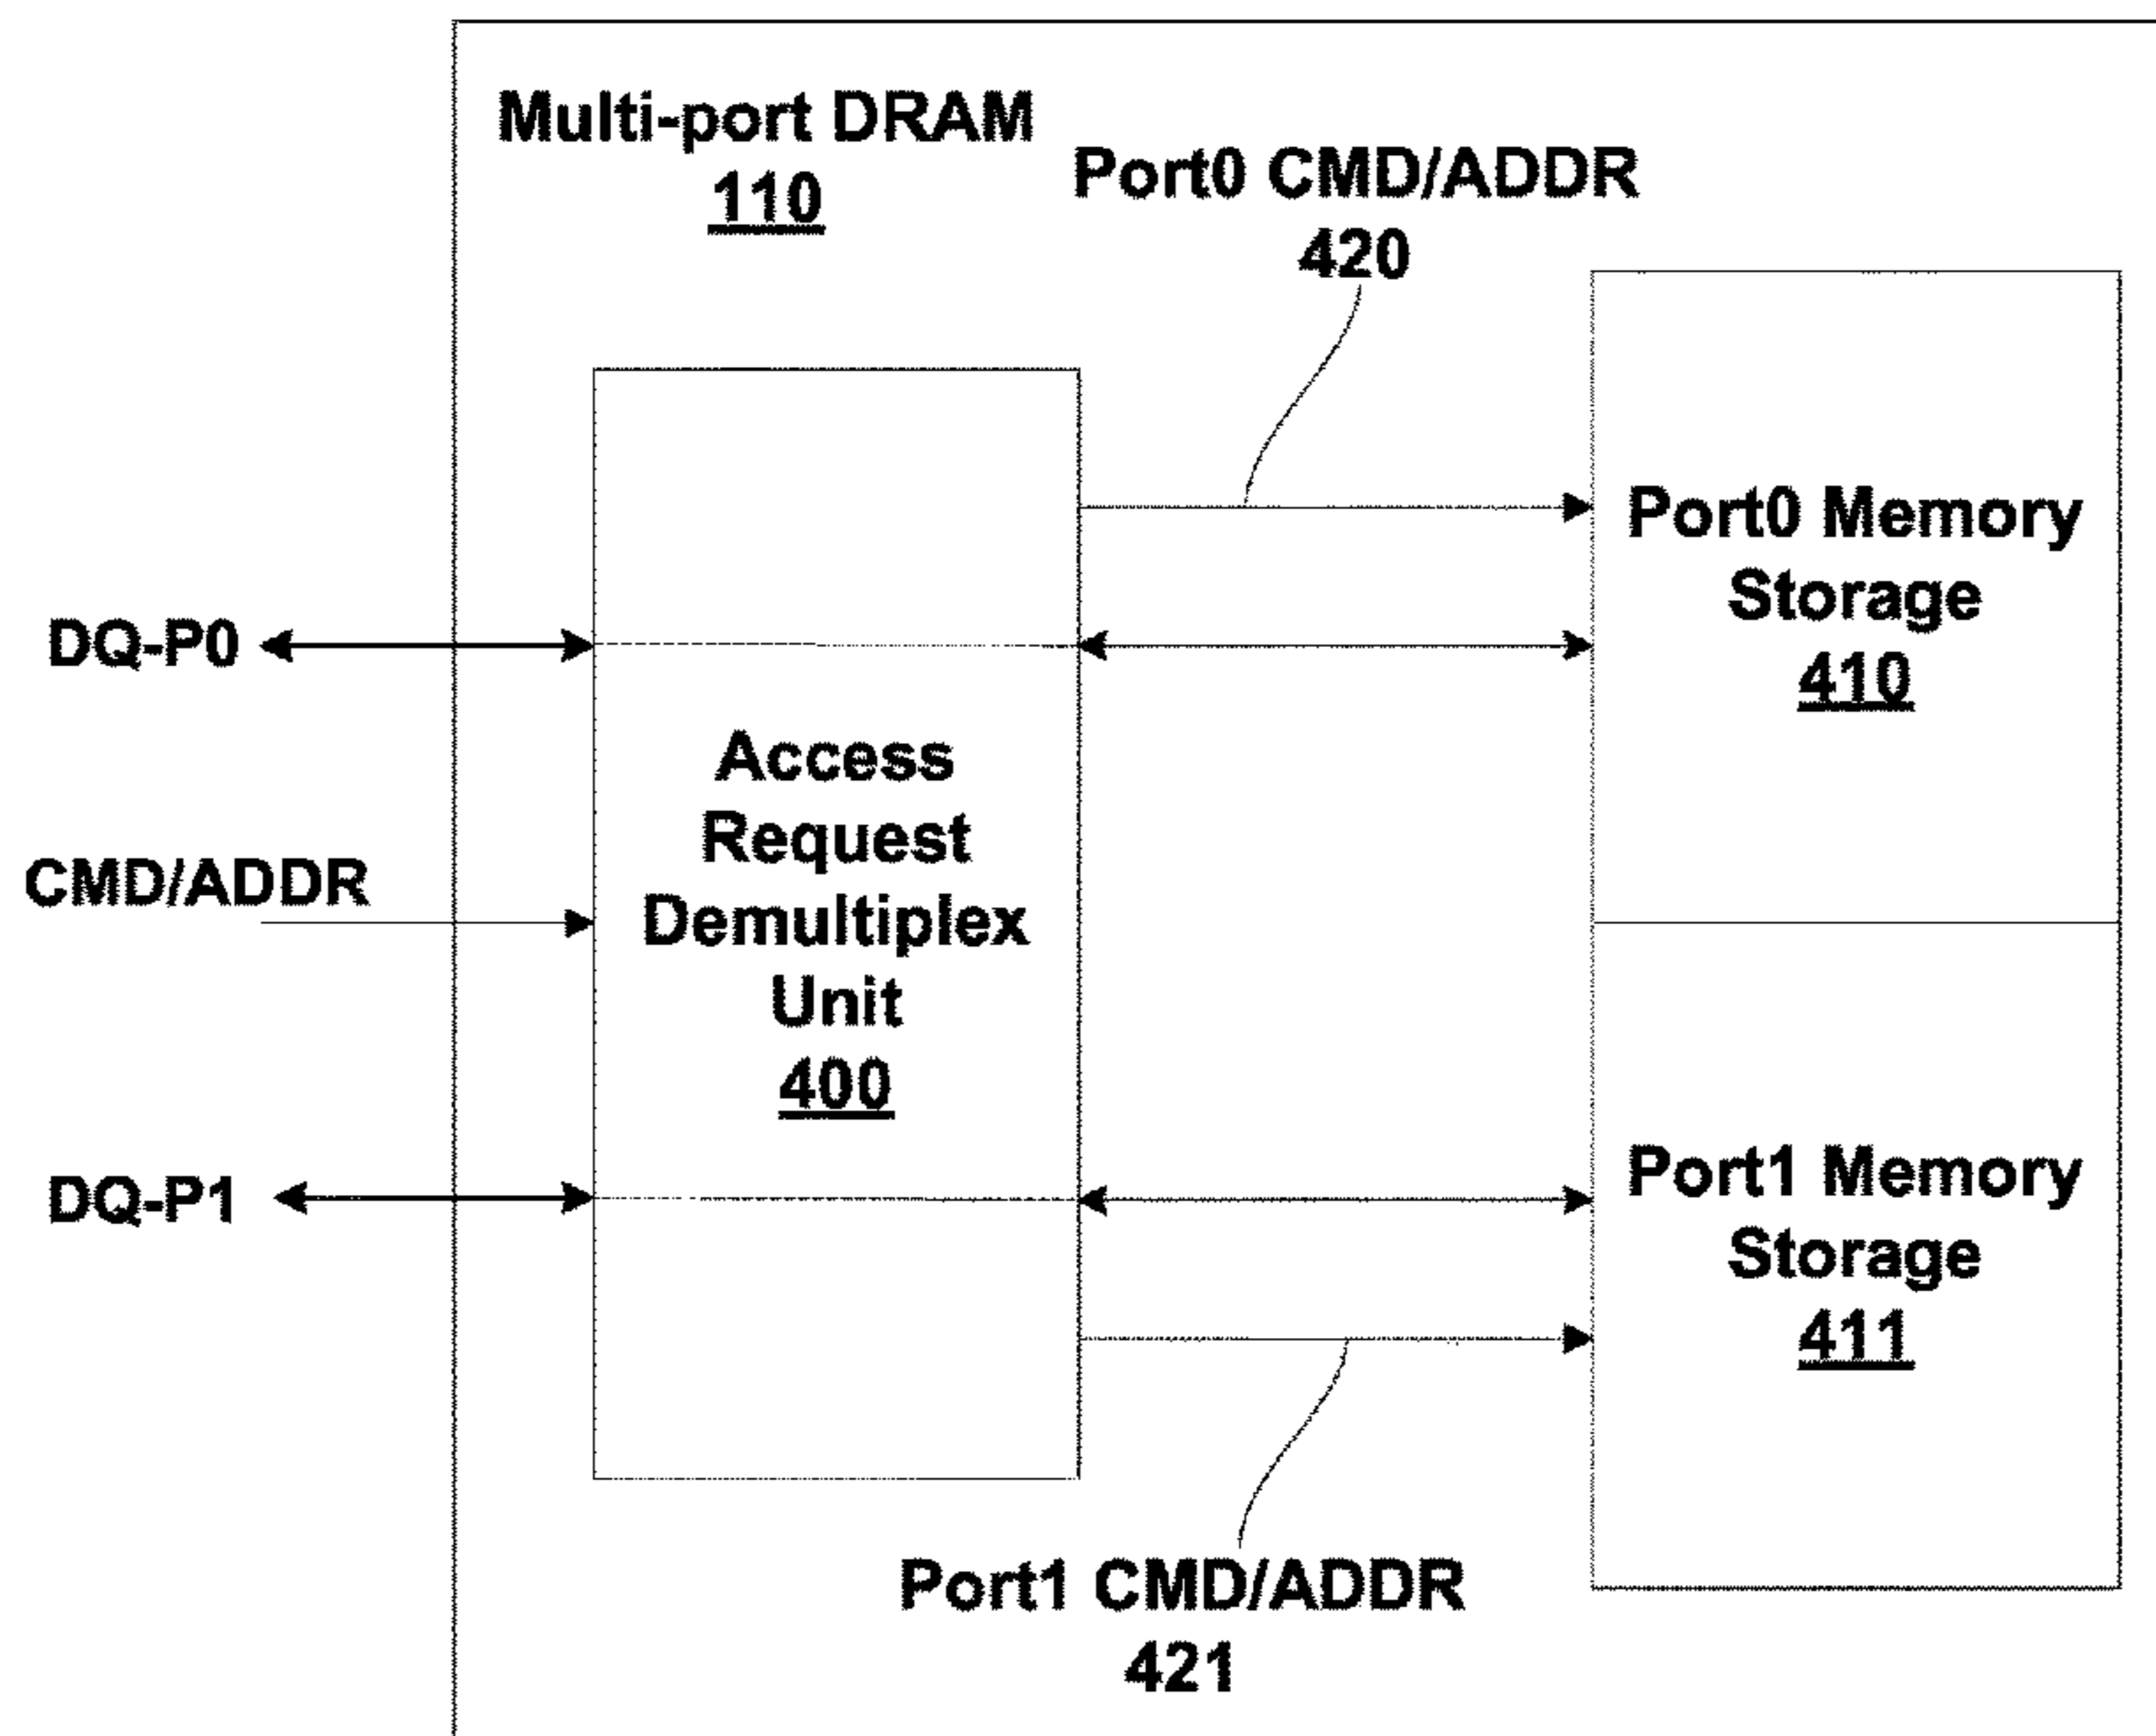 Multi-port DRAM
110
Port0 CMD/ADDR
420
Port0 Memory
Storage
410
DQ-P0
Access
Request
Demultiplex
Unit
400
CMD/ADDR
DQ-P1
Port1 Memory
Storage
411
Port1 CMD/ADDR
421